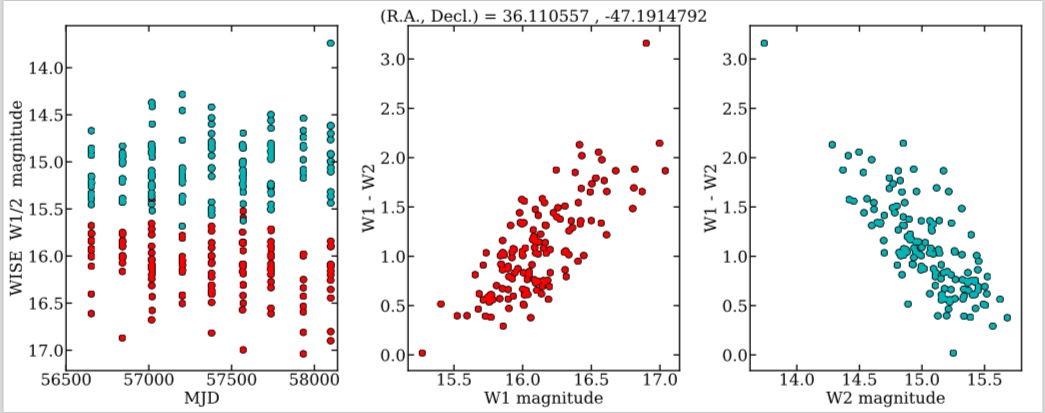 (R.A., Decl.) = 36.110557 , -47.1914792
WISE W1/2 magnitude
14.0
14.5
15.0
15.5
16.0
16.5
17.0
56500 57000 57500 58000
MJD
W1 - W2
3.0
2.5
2.0
1.5
1.0
0.5
0.0
15.5 16.0 16.5 17.0
W1 magnitude
W1 - W2
3.0
2.5
2.0
1.5
1.0
0.5
0.0
14.0 14.5 15.0 15.5
W2 magnitude